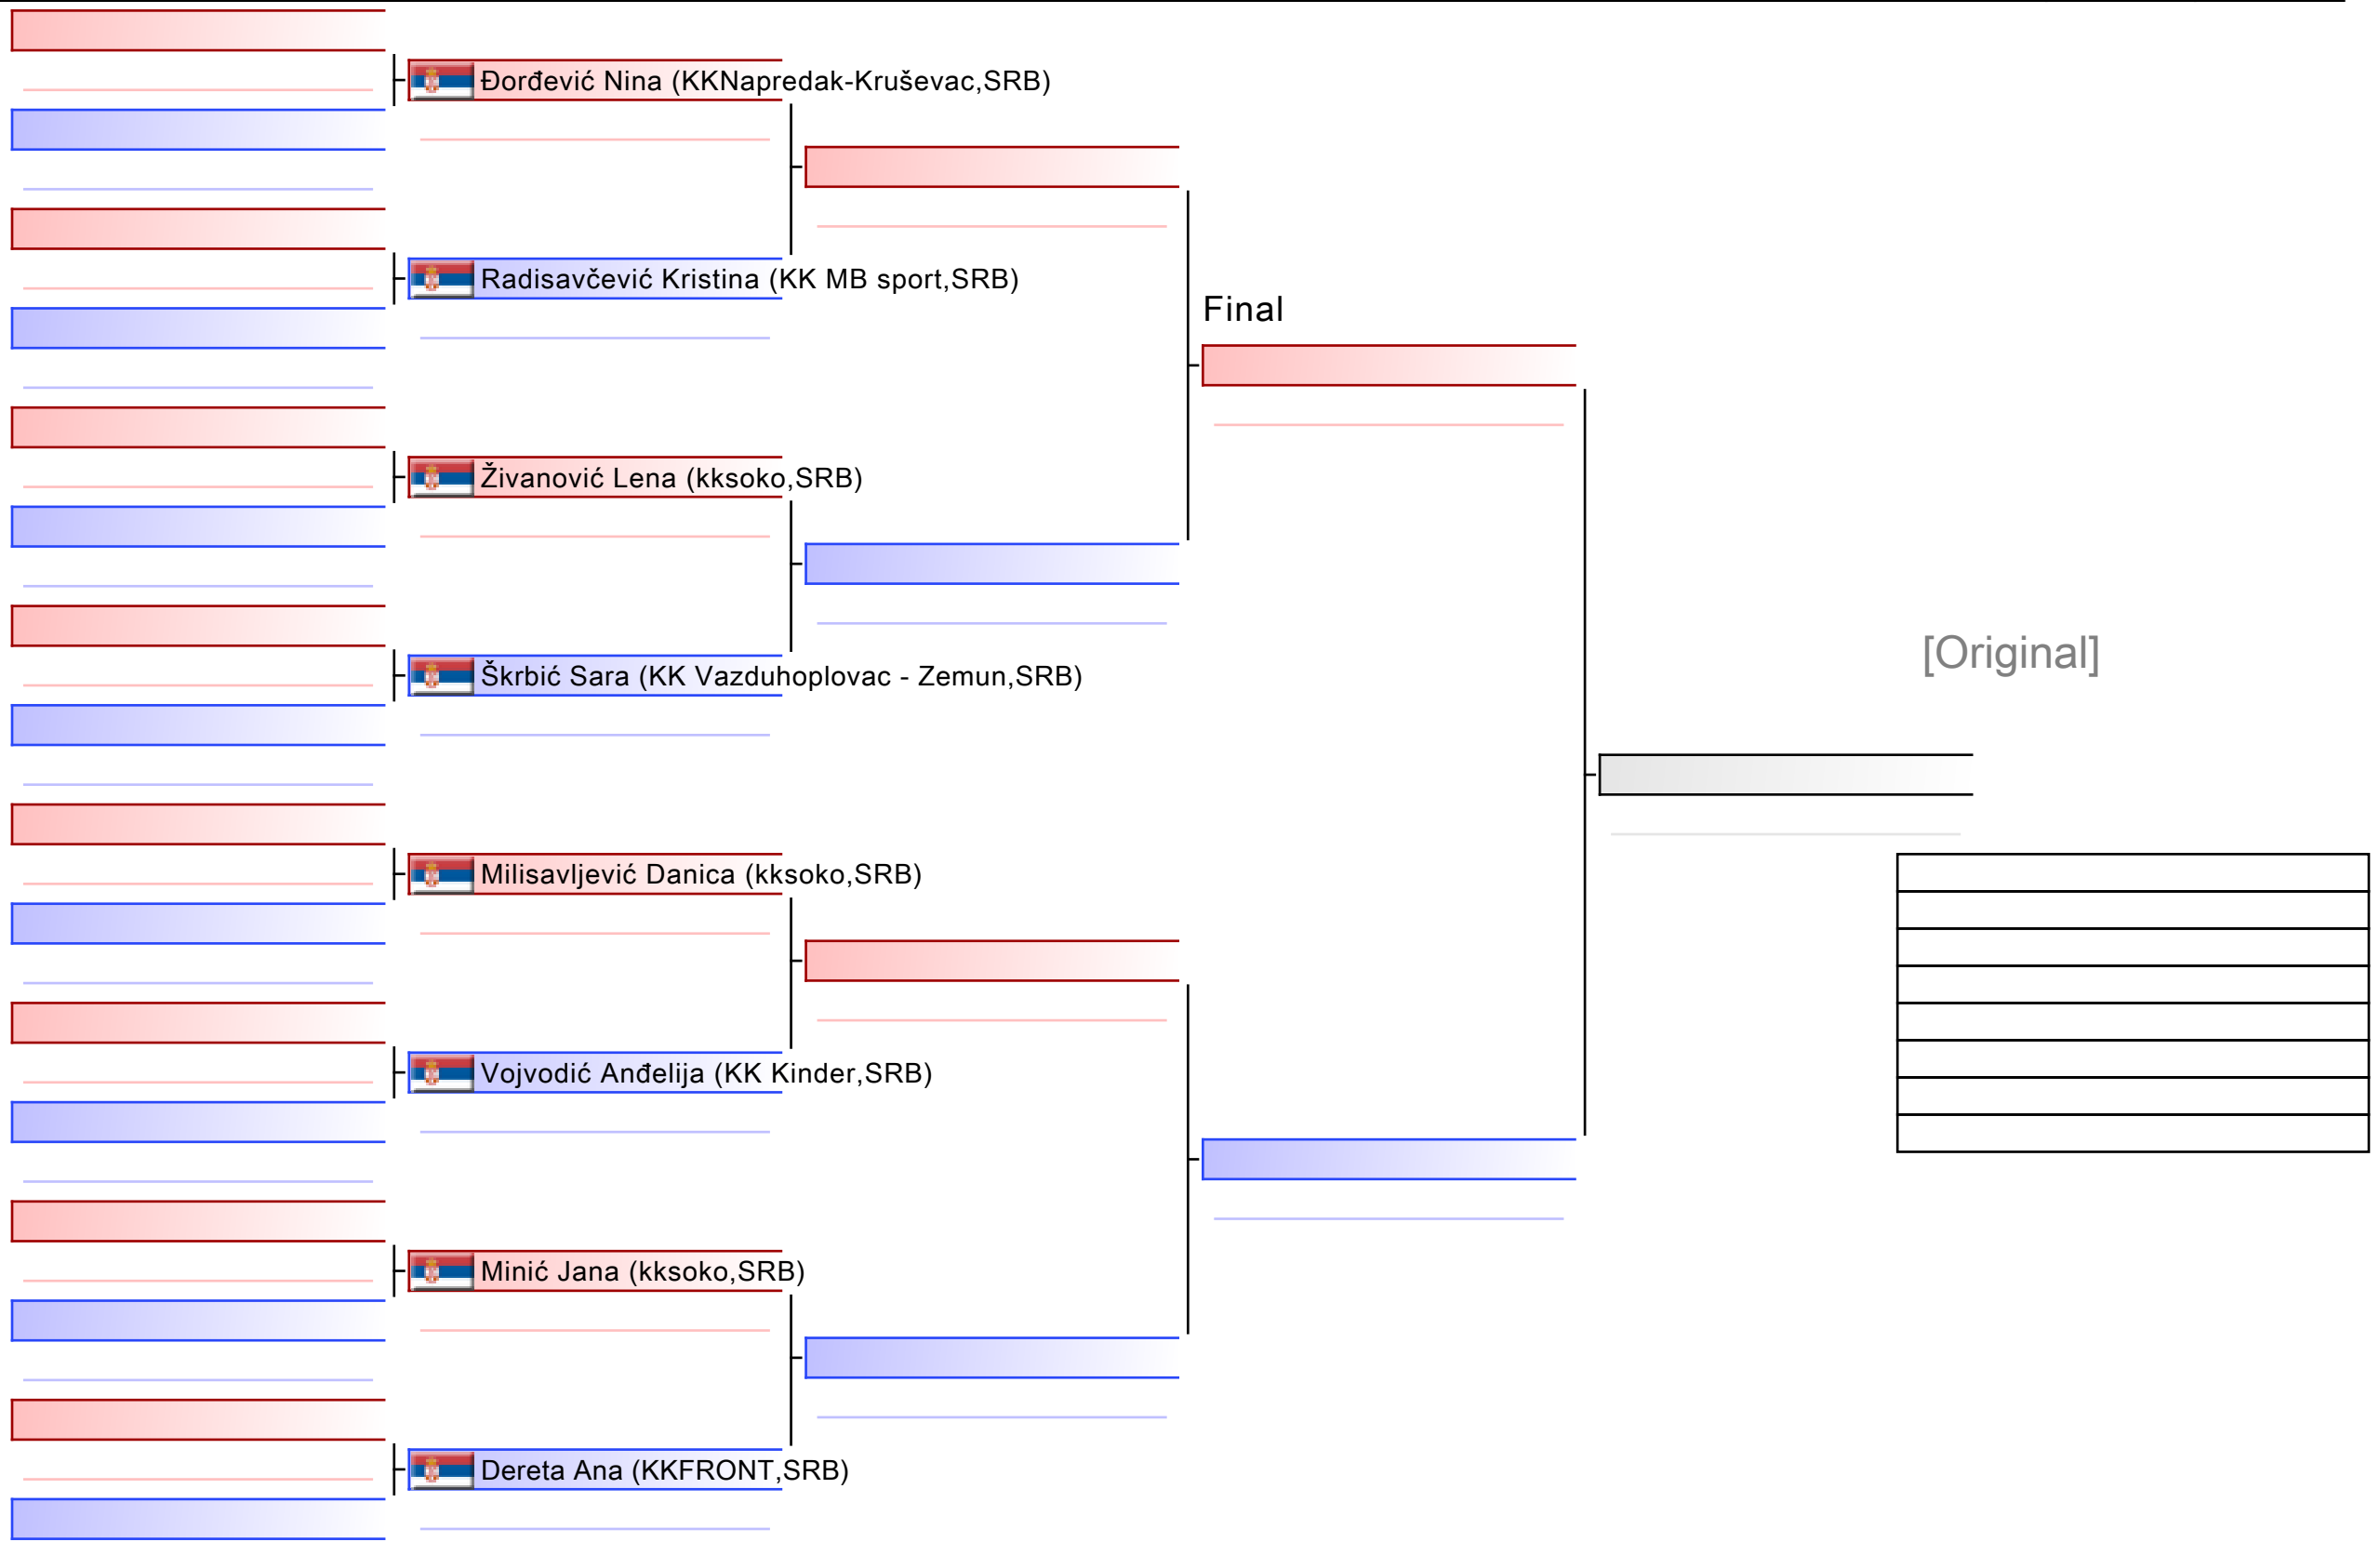 Đorđević Nina (KKNapredak-Kruševac,SRB)
Radisavčević Kristina (KK MB sport,SRB)
Final
Živanović Lena (kksoko,SRB)
[Original]
Škrbić Sara (KK Vazduhoplovac - Zemun,SRB)
Milisavljević Danica (kksoko,SRB)
Vojvodić Anđelija (KK Kinder,SRB)
Minić Jana (kksoko,SRB)
Dereta Ana (KKFRONT,SRB)